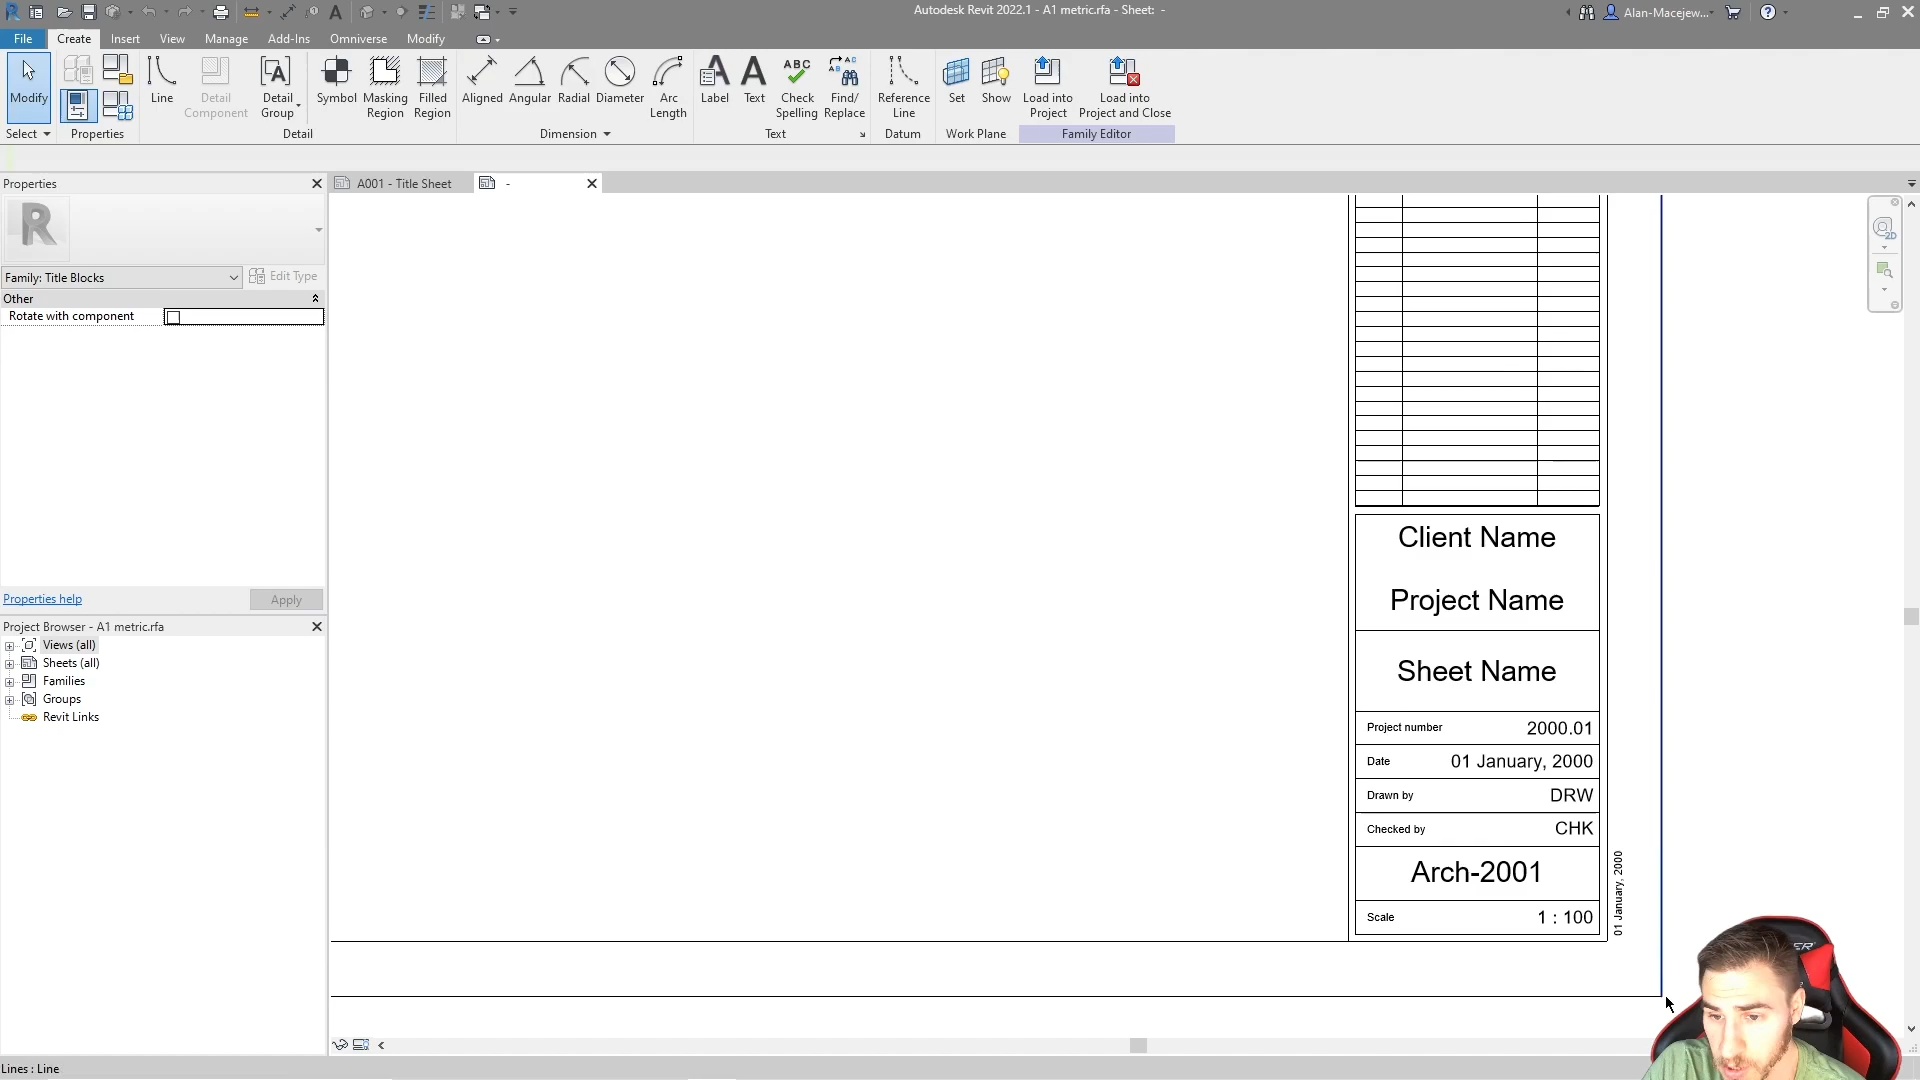 Autodesk Revit 2022.1 - A1 metric.rfa - Sheet: -
Alan-Macejew...
File Create Insert View Manage Add-Ins Omniverse Modify
Modify
Line
Detail Component
Detail Group
Symbol
Masking Region
Filled Region
Aligned
Angular
Radial
Diameter
Arc Length
Label
Text
ABC
Check Spelling
Find/ Replace
Reference Line
Set
Show
Load into Project
Load into Project and Close
Select
Properties
Detail
Dimension
Text
Datum
Work Plane
Family Editor
Properties
A001 - Title Sheet
-
R
Family: Title Blocks
Edit Type
Other
Rotate with component
Properties help
Apply
Project Browser - A1 metric.rfa
Views (all)
Sheets (all)
Families
Groups
Revit Links
2D
Client Name
Project Name
Sheet Name
Project number 2000.01
Date 01 January, 2000
Drawn by DRW
Checked by CHK
Arch-2001
Scale 1 : 100
01 January, 2000
Lines : Line